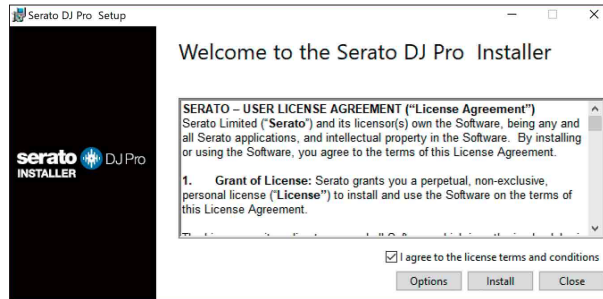 Serato DJ Pro Setup
Welcome to the Serato DJ Pro Installer
SERATO – USER LICENSE AGREEMENT (“License Agreement”)
Serato Limited (“Serato”) and its licensor(s) own the Software, being any and
all Serato applications, and intellectual property in the Software. By installing
or using the Software, you agree to the terms of this License Agreement.
1. Grant of License: Serato grants you a perpetual, non-exclusive,
personal license (“License”) to install and use the Software on the terms of
this License Agreement.
serato DJ Pro
INSTALLER
I agree to the license terms and conditions
Options Install Close